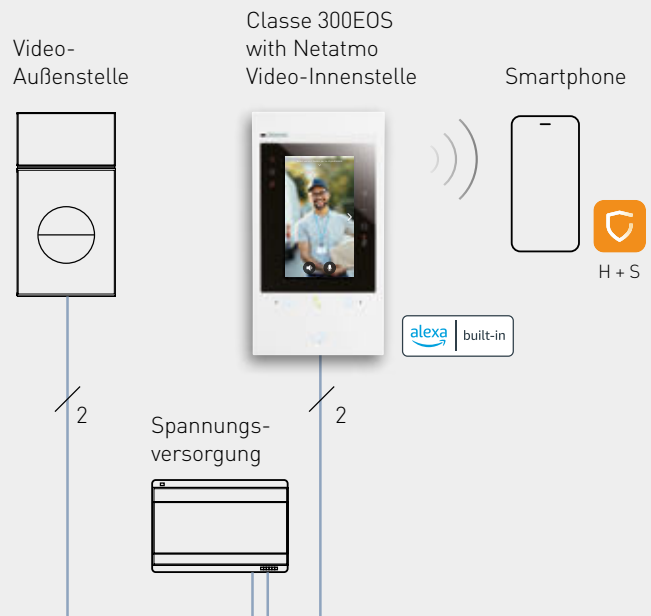 Video-
Außenstelle
Classe 300EOS
with Netatmo
Video-Innenstelle
Smartphone
H + S
alexa built-in
2
2
Spannungs-
versorgung